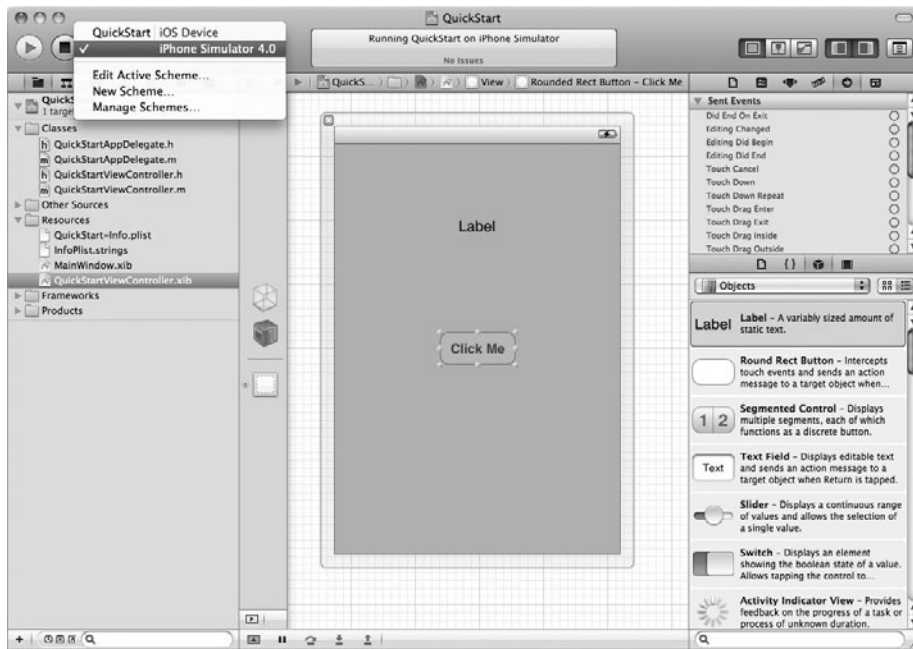 QuickStart
QuickStart | iOS Device
✓ iPhone Simulator 4.0
Edit Active Scheme...
New Scheme...
Manage Schemes...
Running QuickStart on iPhone Simulator
No Issues
QuickS...
View
Rounded Rect Button - Click Me
1 targe
Classes
h QuickStartAppDelegate.h
m QuickStartAppDelegate.m
h QuickStartViewController.h
m QuickStartViewController.m
Other Sources
Resources
QuickStart-Info.plist
InfoPlist.strings
MainWindow.xib
QuickStartViewController.xib
Frameworks
Products
Label
Click Me
Sent Events
Did End On Exit
Editing Changed
Editing Did Begin
Editing Did End
Touch Cancel
Touch Down
Touch Down Repeat
Touch Drag Enter
Touch Drag Exit
Touch Drag Inside
Touch Drag Outside
{}
Objects
Label
Label - A variably sized amount of
static text.
Round Rect Button - Intercepts
touch events and sends an action
message to a target object when...
1 2
Segmented Control - Displays
multiple segments, each of which
functions as a discrete button.
Text
Text Field - Displays editable text
and sends an action message to a
target object when Return is tapped.
Slider - Displays a continuous range
of values and allows the selection of
a single value.
Switch - Displays an element
showing the boolean state of a value.
Allows tapping the control to...
Activity Indicator View - Provides
feedback on the progress of a task or
process of unknown duration.